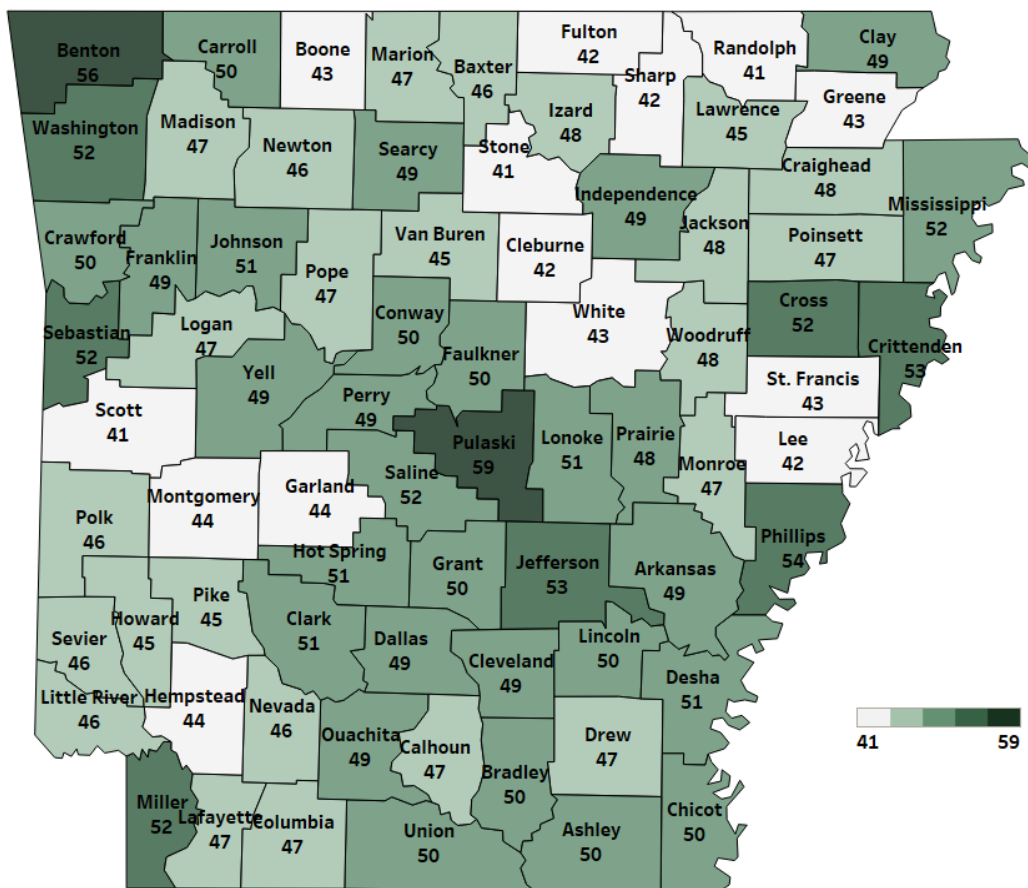 Benton
56
Carroll
50
Boone
43
Marion
47
Baxter
46
Fulton
42
Sharp
42
Randolph
41
Clay
49
Washington
52
Madison
47
Newton
46
Searcy
49
Stone
41
Izard
48
Lawrence
45
Greene
43
Independence
49
Jackson
48
Craighead
48
Mississippi
52
Crawford
50
Franklin
49
Johnson
51
Pope
47
Van Buren
45
Cleburne
42
Poinsett
47
Sebastian
52
Logan
47
Conway
50
Faulkner
50
White
43
Woodruff
48
Cross
52
Crittenden
53
Scott
41
Yell
49
Perry
49
Pulaski
59
Lonoke
51
Prairie
48
St. Francis
43
Lee
42
Monroe
47
Polk
46
Montgomery
44
Garland
44
Saline
52
Phillips
54
Hot Spring
51
Grant
50
Jefferson
53
Arkansas
49
Sevier
46
Howard
45
Pike
45
Clark
51
Dallas
49
Cleveland
49
Lincoln
50
Desha
51
Little River
46
Hempstead
44
Nevada
46
Ouachita
49
Calhoun
47
Bradley
50
Drew
47
Miller
52
Lafayette
47
Columbia
47
Union
50
Ashley
50
Chicot
50
41
59